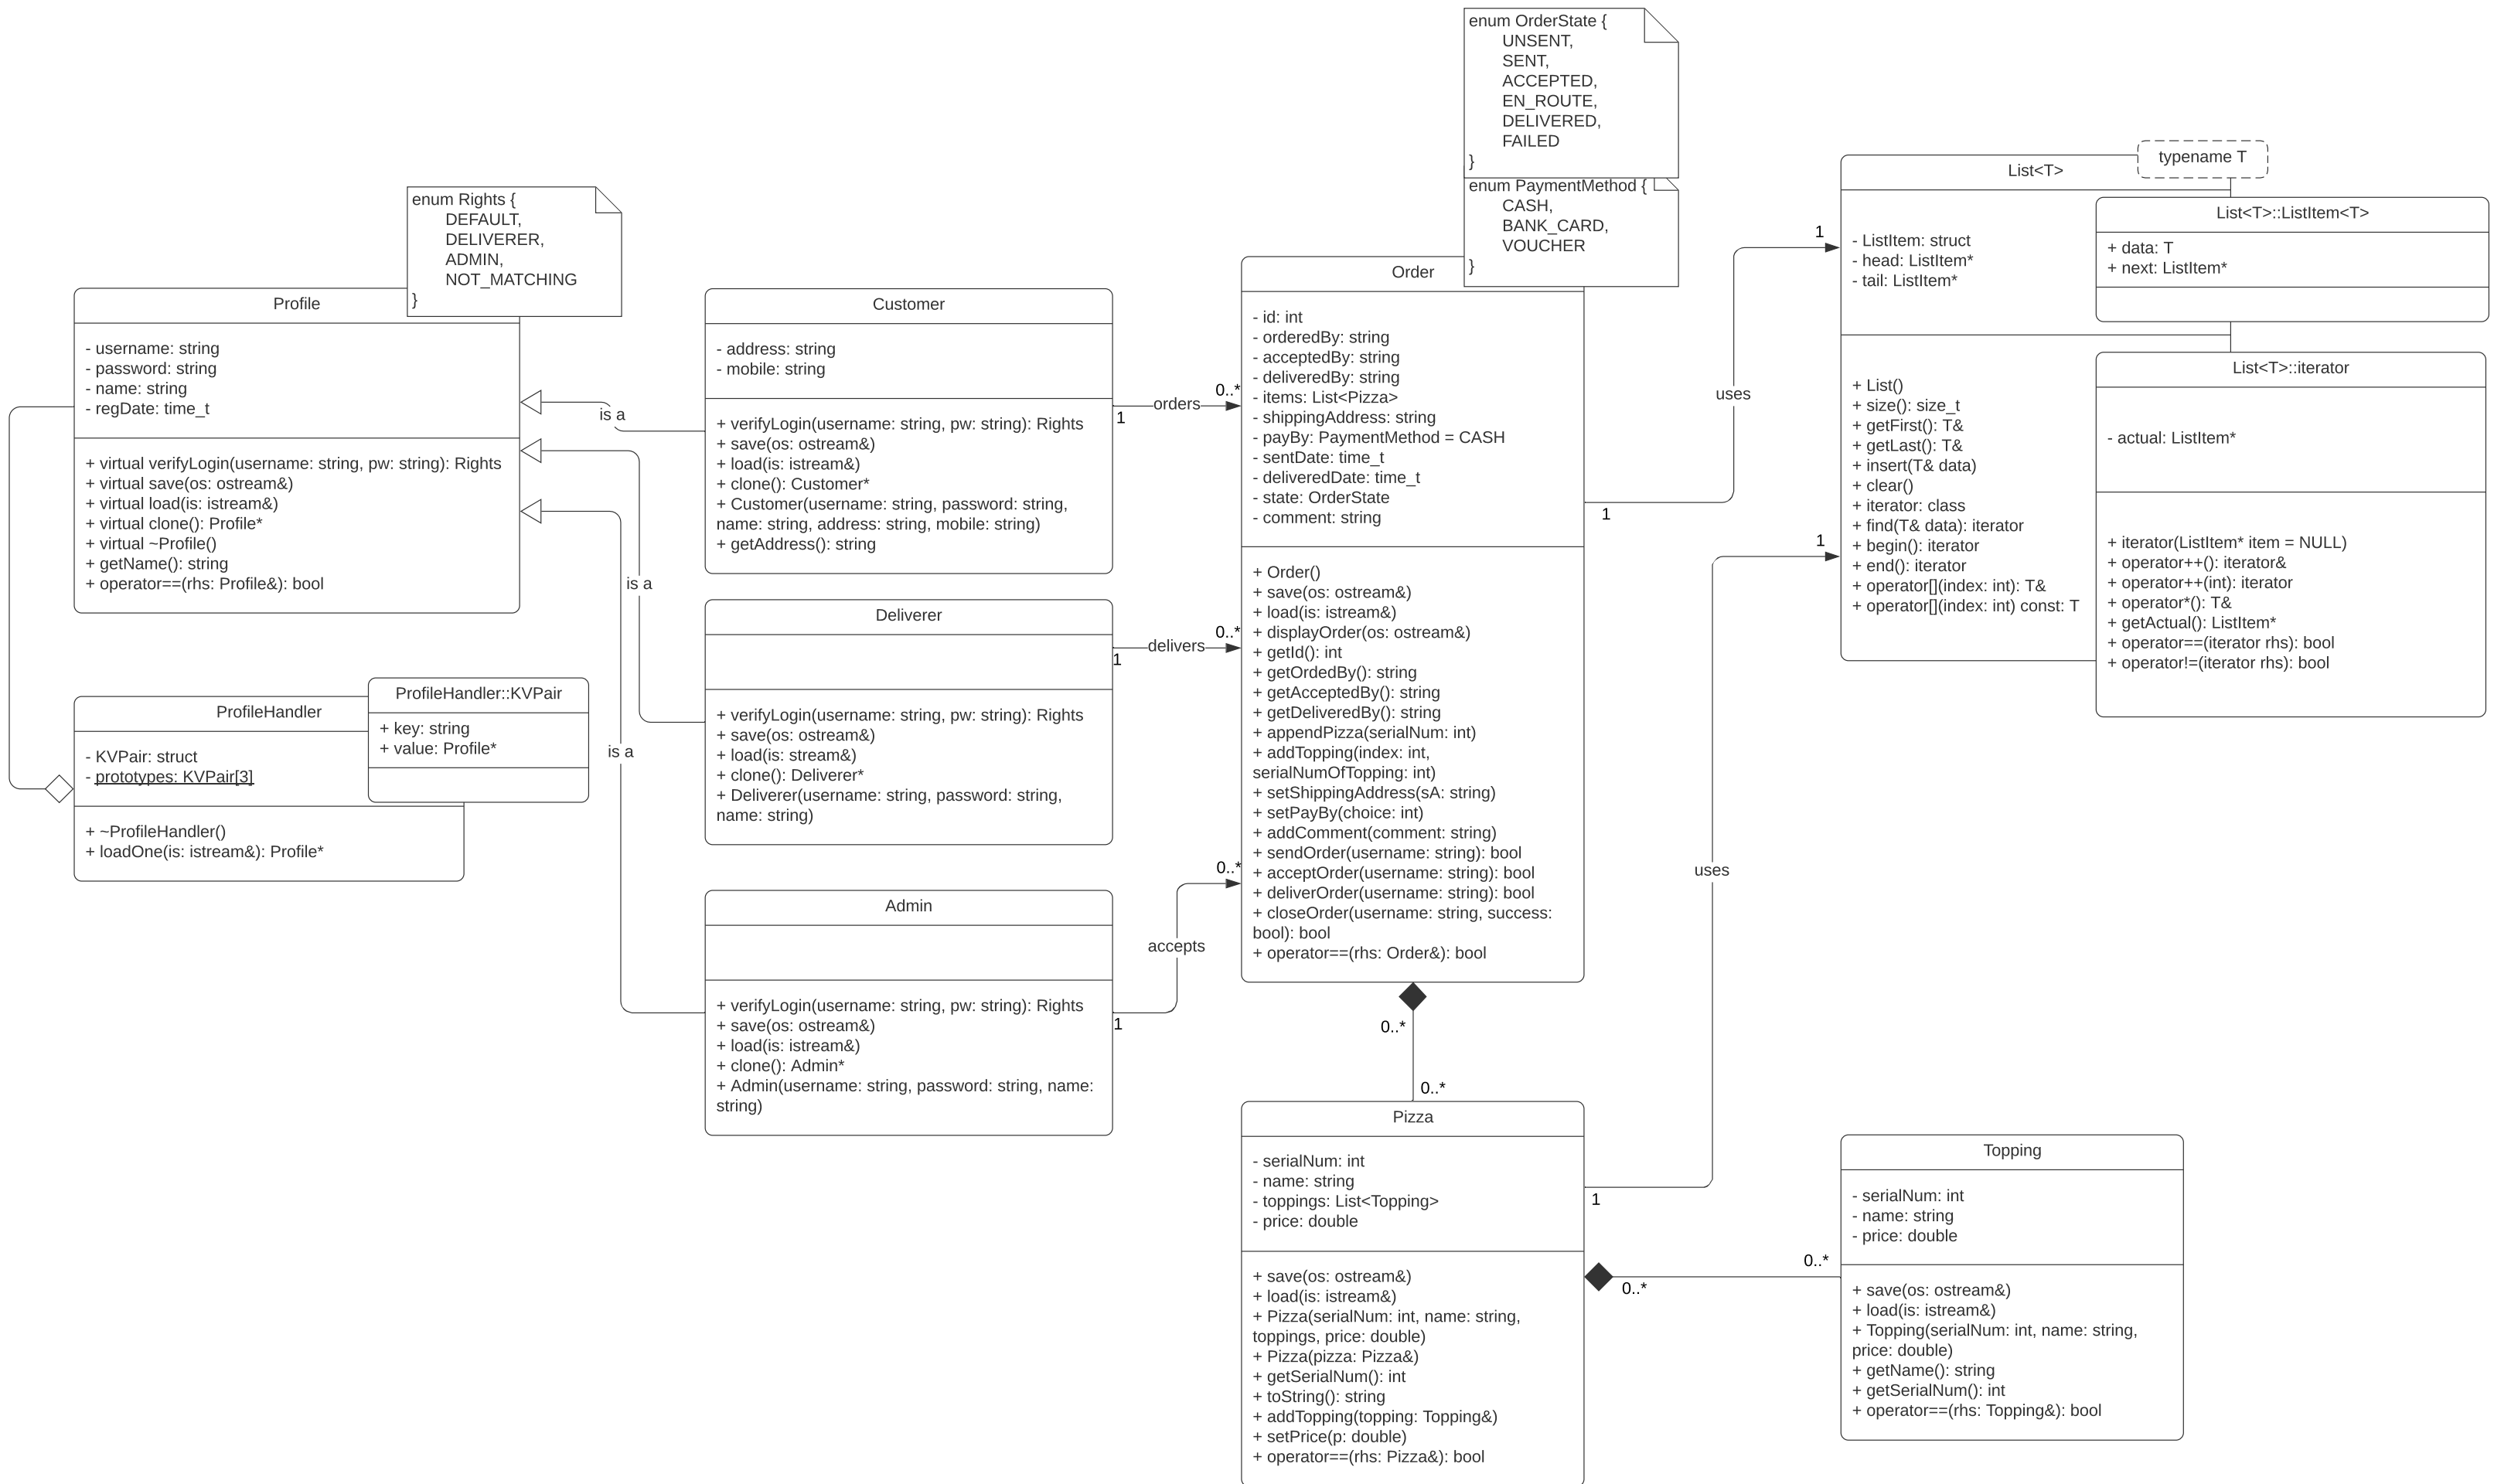 enum OrderState {
UNSENT,
SENT,
ACCEPTED,
EN_ROUTE,
DELIVERED,
FAILED
}
enum PaymentMethod {
CASH,
BANK_CARD,
VOUCHER
}
enum Rights {
DEFAULT,
DELIVERER,
ADMIN,
NOT_MATCHING
}
Profile
- username: string
- password: string
- name: string
- regDate: time_t
+ virtual verifyLogin(username: string, pw: string): Rights
+ virtual save(os: ostream&)
+ virtual load(is: istream&)
+ virtual clone(): Profile*
+ virtual ~Profile()
+ getName(): string
+ operator==(rhs: Profile&): bool
ProfileHandler
- KVPair: struct
- prototypes: KVPair[3]
+ ~ProfileHandler()
+ loadOne(is: istream&): Profile*
ProfileHandler::KVPair
+ key: string
+ value: Profile*
is a
is a
is a
Customer
- address: string
- mobile: string
+ verifyLogin(username: string, pw: string): Rights
+ save(os: ostream&)
+ load(is: istream&)
+ clone(): Customer*
+ Customer(username: string, password: string,
name: string, address: string, mobile: string)
+ getAddress(): string
Deliverer
+ verifyLogin(username: string, pw: string): Rights
+ save(os: ostream&)
+ load(is: stream&)
+ clone(): Deliverer*
+ Deliverer(username: string, password: string,
name: string)
Admin
+ verifyLogin(username: string, pw: string): Rights
+ save(os: ostream&)
+ load(is: istream&)
+ clone(): Admin*
+ Admin(username: string, password: string, name:
string)
1
orders
0..*
1
delivers
0..*
1
accepts
0..*
Order
- id: int
- orderedBy: string
- acceptedBy: string
- deliveredBy: string
- items: List<Pizza>
- shippingAddress: string
- payBy: PaymentMethod = CASH
- sentDate: time_t
- deliveredDate: time_t
- state: OrderState
- comment: string
+ Order()
+ save(os: ostream&)
+ load(is: istream&)
+ displayOrder(os: ostream&)
+ getId(): int
+ getOrdedBy(): string
+ getAcceptedBy(): string
+ getDeliveredBy(): string
+ appendPizza(serialNum: int)
+ addTopping(index: int,
serialNumOfTopping: int)
+ setShippingAddress(sA: string)
+ setPayBy(choice: int)
+ addComment(comment: string)
+ sendOrder(username: string): bool
+ acceptOrder(username: string): bool
+ deliverOrder(username: string): bool
+ closeOrder(username: string, success:
bool): bool
+ operator==(rhs: Order&): bool
0..*
0..*
Pizza
- serialNum: int
- name: string
- toppings: List<Topping>
- price: double
+ save(os: ostream&)
+ load(is: istream&)
+ Pizza(serialNum: int, name: string,
toppings, price: double)
+ Pizza(pizza: Pizza&)
+ getSerialNum(): int
+ toString(): string
+ addTopping(topping: Topping&)
+ setPrice(p: double)
+ operator==(rhs: Pizza&): bool
1
uses
1
1
uses
1
0..*
0..*
typename T
List<T>
- ListItem: struct
- head: ListItem*
- tail: ListItem*
+ List()
+ size(): size_t
+ getFirst(): T&
+ getLast(): T&
+ insert(T& data)
+ clear()
+ iterator: class
+ find(T& data): iterator
+ begin(): iterator
+ end(): iterator
+ operator[](index: int): T&
+ operator[](index: int) const: T
List<T>::ListItem<T>
+ data: T
+ next: ListItem*
List<T>::iterator
- actual: ListItem*
+ iterator(ListItem* item = NULL)
+ operator++(): iterator&
+ operator++(int): iterator
+ operator*(): T&
+ getActual(): ListItem*
+ operator==(iterator rhs): bool
+ operator!=(iterator rhs): bool
Topping
- serialNum: int
- name: string
- price: double
+ save(os: ostream&)
+ load(is: istream&)
+ Topping(serialNum: int, name: string,
price: double)
+ getName(): string
+ getSerialNum(): int
+ operator==(rhs: Topping&): bool